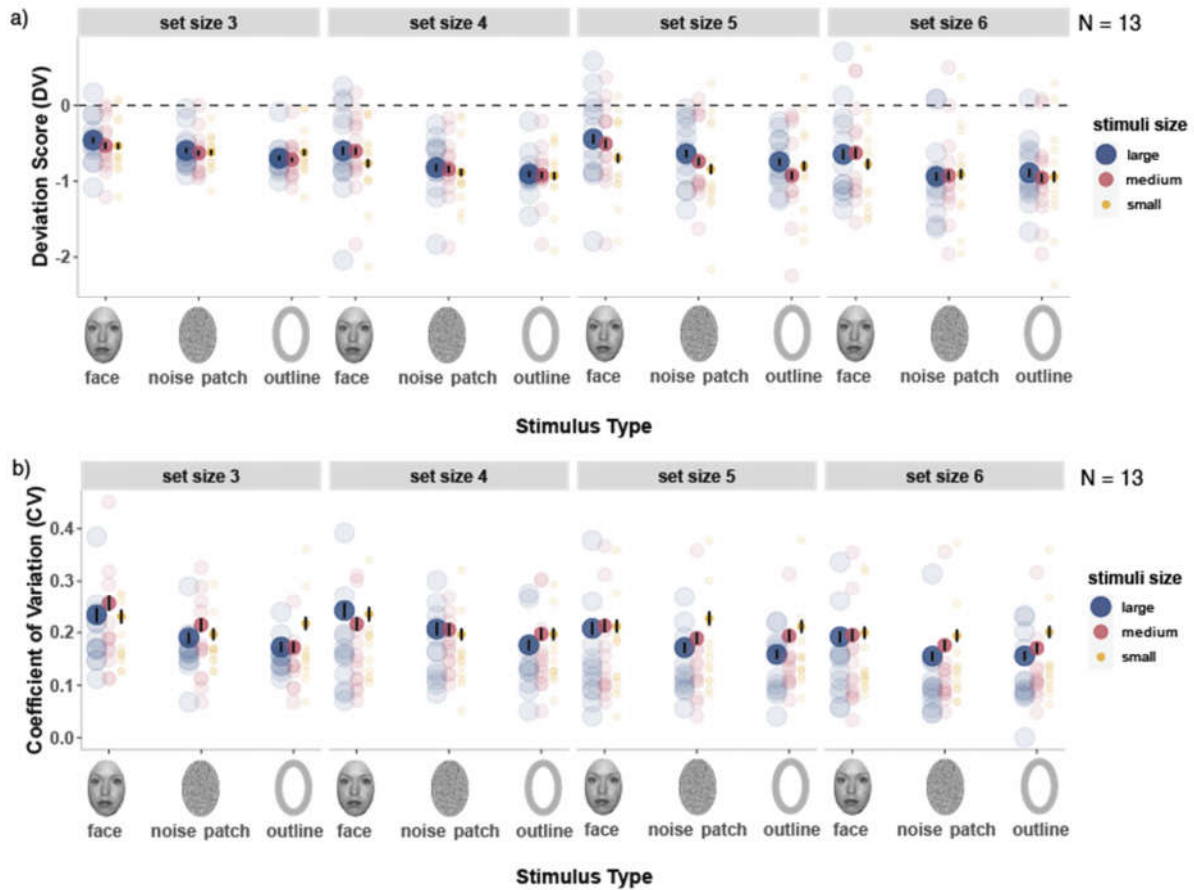 a)
set size 3 set size 4 set size 5 set size 6 N = 13
Deviation Score (DV)
0
-1
-2
stimuli size
large
medium
small
face noise patch outline face noise patch outline face noise patch outline face noise patch outline
Stimulus Type
b)
set size 3 set size 4 set size 5 set size 6 N = 13
Coefficient of Variation (CV)
0.4
0.3
0.2
0.1
0.0
stimuli size
large
medium
small
face noise patch outline face noise patch outline face noise patch outline face noise patch outline
Stimulus Type